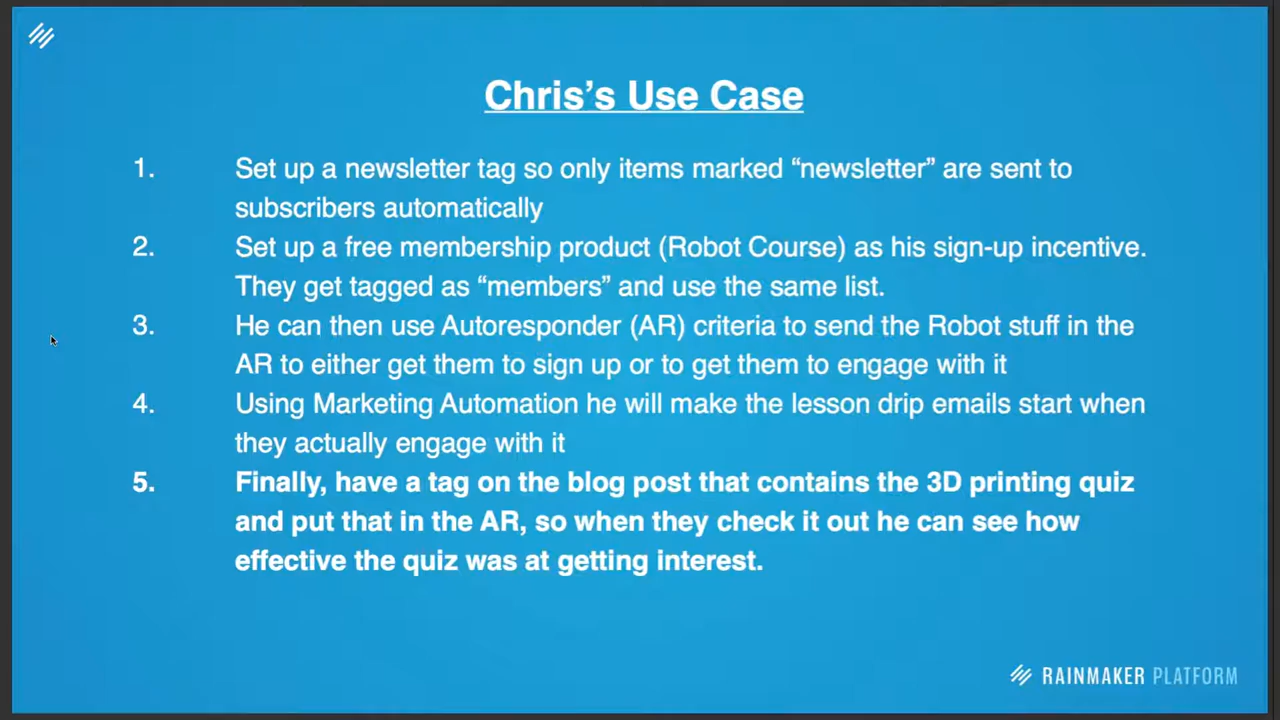 Chris’s Use Case
1. Set up a newsletter tag so only items marked “newsletter” are sent to
subscribers automatically
2. Set up a free membership product (Robot Course) as his sign-up incentive.
They get tagged as “members” and use the same list.
3. He can then use Autoresponder (AR) criteria to send the Robot stuff in the
AR to either get them to sign up or to get them to engage with it
4. Using Marketing Automation he will make the lesson drip emails start when
they actually engage with it
5. Finally, have a tag on the blog post that contains the 3D printing quiz
and put that in the AR, so when they check it out he can see how
effective the quiz was at getting interest.
RAINMAKER PLATFORM